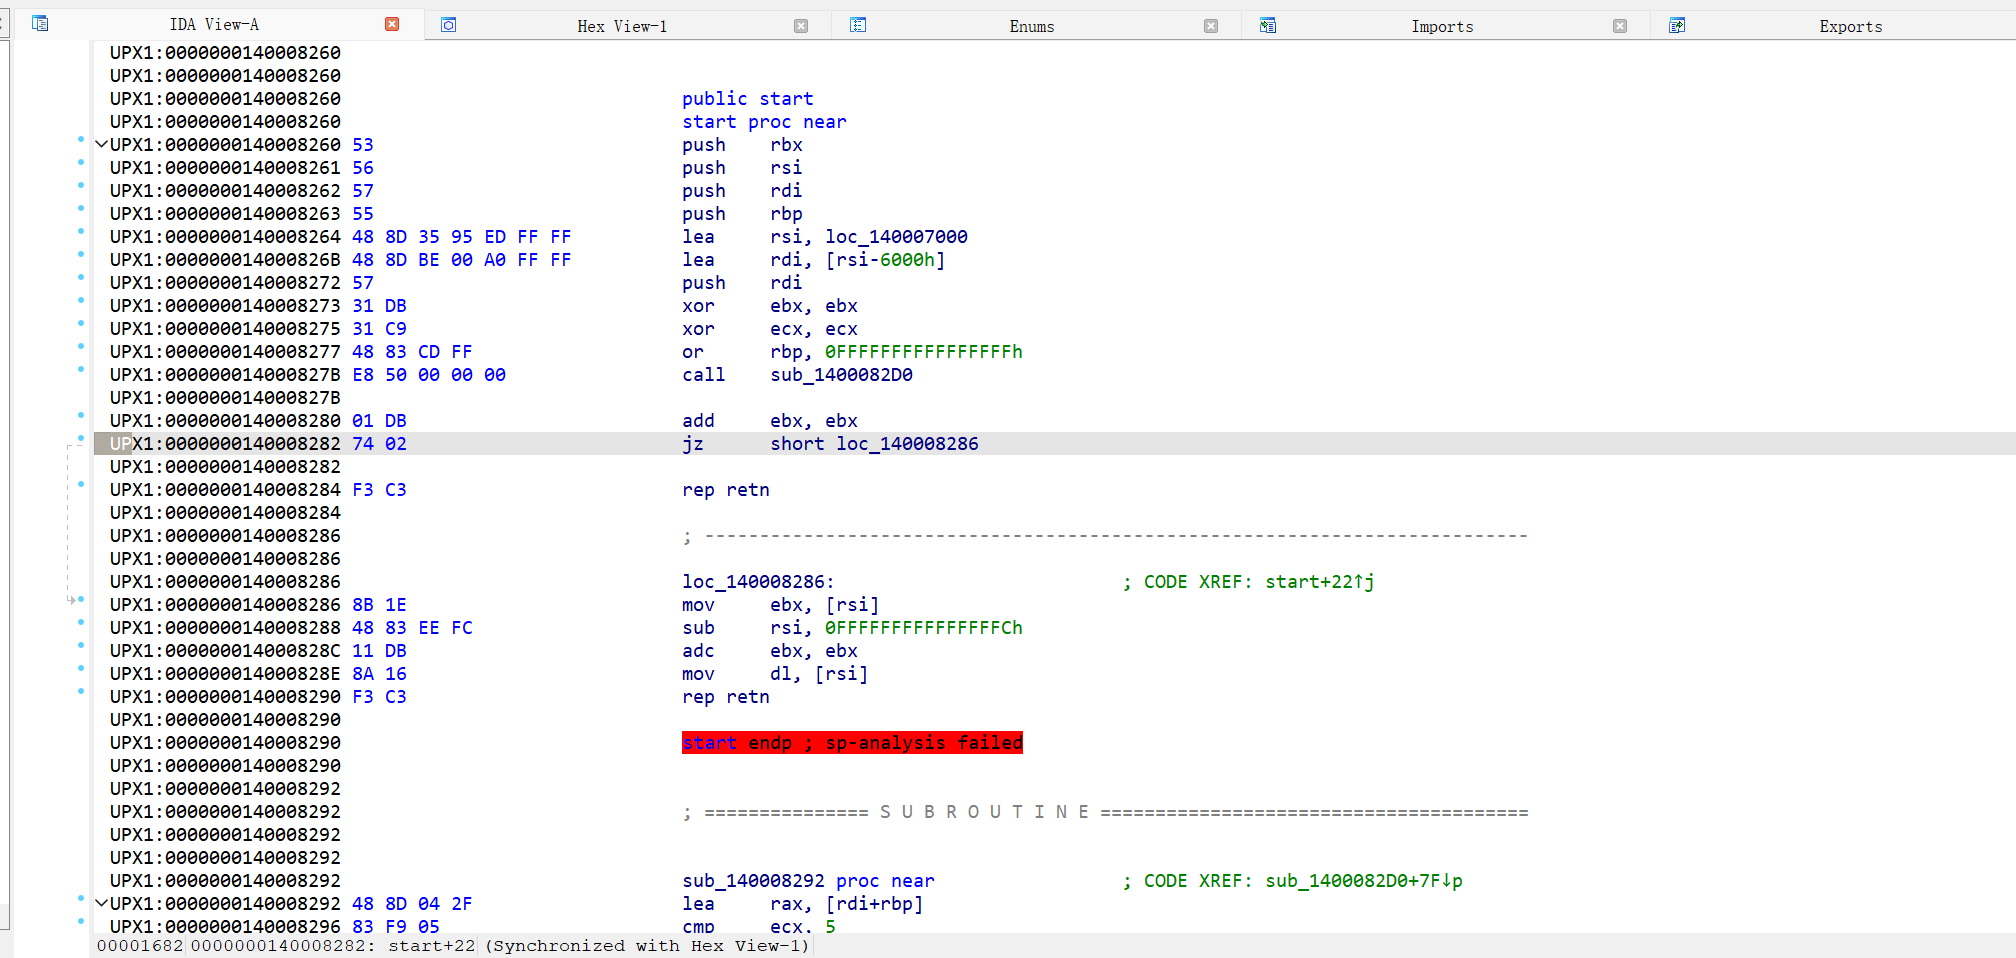 IDA View-A Hex View-1 Enums Imports Exports
UPX1:0000000140008260
UPX1:0000000140008260
UPX1:0000000140008260 public start
UPX1:0000000140008260 start proc near
UPX1:0000000140008260 53 push rbx
UPX1:0000000140008261 56 push rsi
UPX1:0000000140008262 57 push rdi
UPX1:0000000140008263 55 push rbp
UPX1:0000000140008264 48 8D 35 95 ED FF FF lea rsi, loc_140007000
UPX1:000000014000826B 48 8D BE 00 A0 FF FF lea rdi, [rsi-6000h]
UPX1:0000000140008272 57 push rdi
UPX1:0000000140008273 31 DB xor ebx, ebx
UPX1:0000000140008275 31 C9 xor ecx, ecx
UPX1:0000000140008277 48 83 CD FF or rbp, 0FFFFFFFFFFFFFFFFh
UPX1:000000014000827B E8 50 00 00 00 call sub_1400082D0
UPX1:000000014000827B
UPX1:0000000140008280 01 DB add ebx, ebx
UPX1:0000000140008282 74 02 jz short loc_140008286
UPX1:0000000140008282
UPX1:0000000140008284 F3 C3 rep retn
UPX1:0000000140008284
UPX1:0000000140008286 ; ---------------------------------------------------------------------------
UPX1:0000000140008286
UPX1:0000000140008286 loc_140008286: ; CODE XREF: start+22↑j
UPX1:0000000140008286 8B 1E mov ebx, [rsi]
UPX1:0000000140008288 48 83 EE FC sub rsi, 0FFFFFFFFFFFFFFFCh
UPX1:000000014000828C 11 DB adc ebx, ebx
UPX1:000000014000828E 8A 16 mov dl, [rsi]
UPX1:0000000140008290 F3 C3 rep retn
UPX1:0000000140008290
UPX1:0000000140008290 start endp ; sp-analysis failed
UPX1:0000000140008290
UPX1:0000000140008292
UPX1:0000000140008292 ; =============== S U B R O U T I N E =======================================
UPX1:0000000140008292
UPX1:0000000140008292
UPX1:0000000140008292 sub_140008292 proc near ; CODE XREF: sub_1400082D0+7F↓p
UPX1:0000000140008292 48 8D 04 2F lea rax, [rdi+rbp]
UPX1:0000000140008296 83 F9 05 cmp ecx, 5
00001682 0000000140008282: start+22 (Synchronized with Hex View-1)